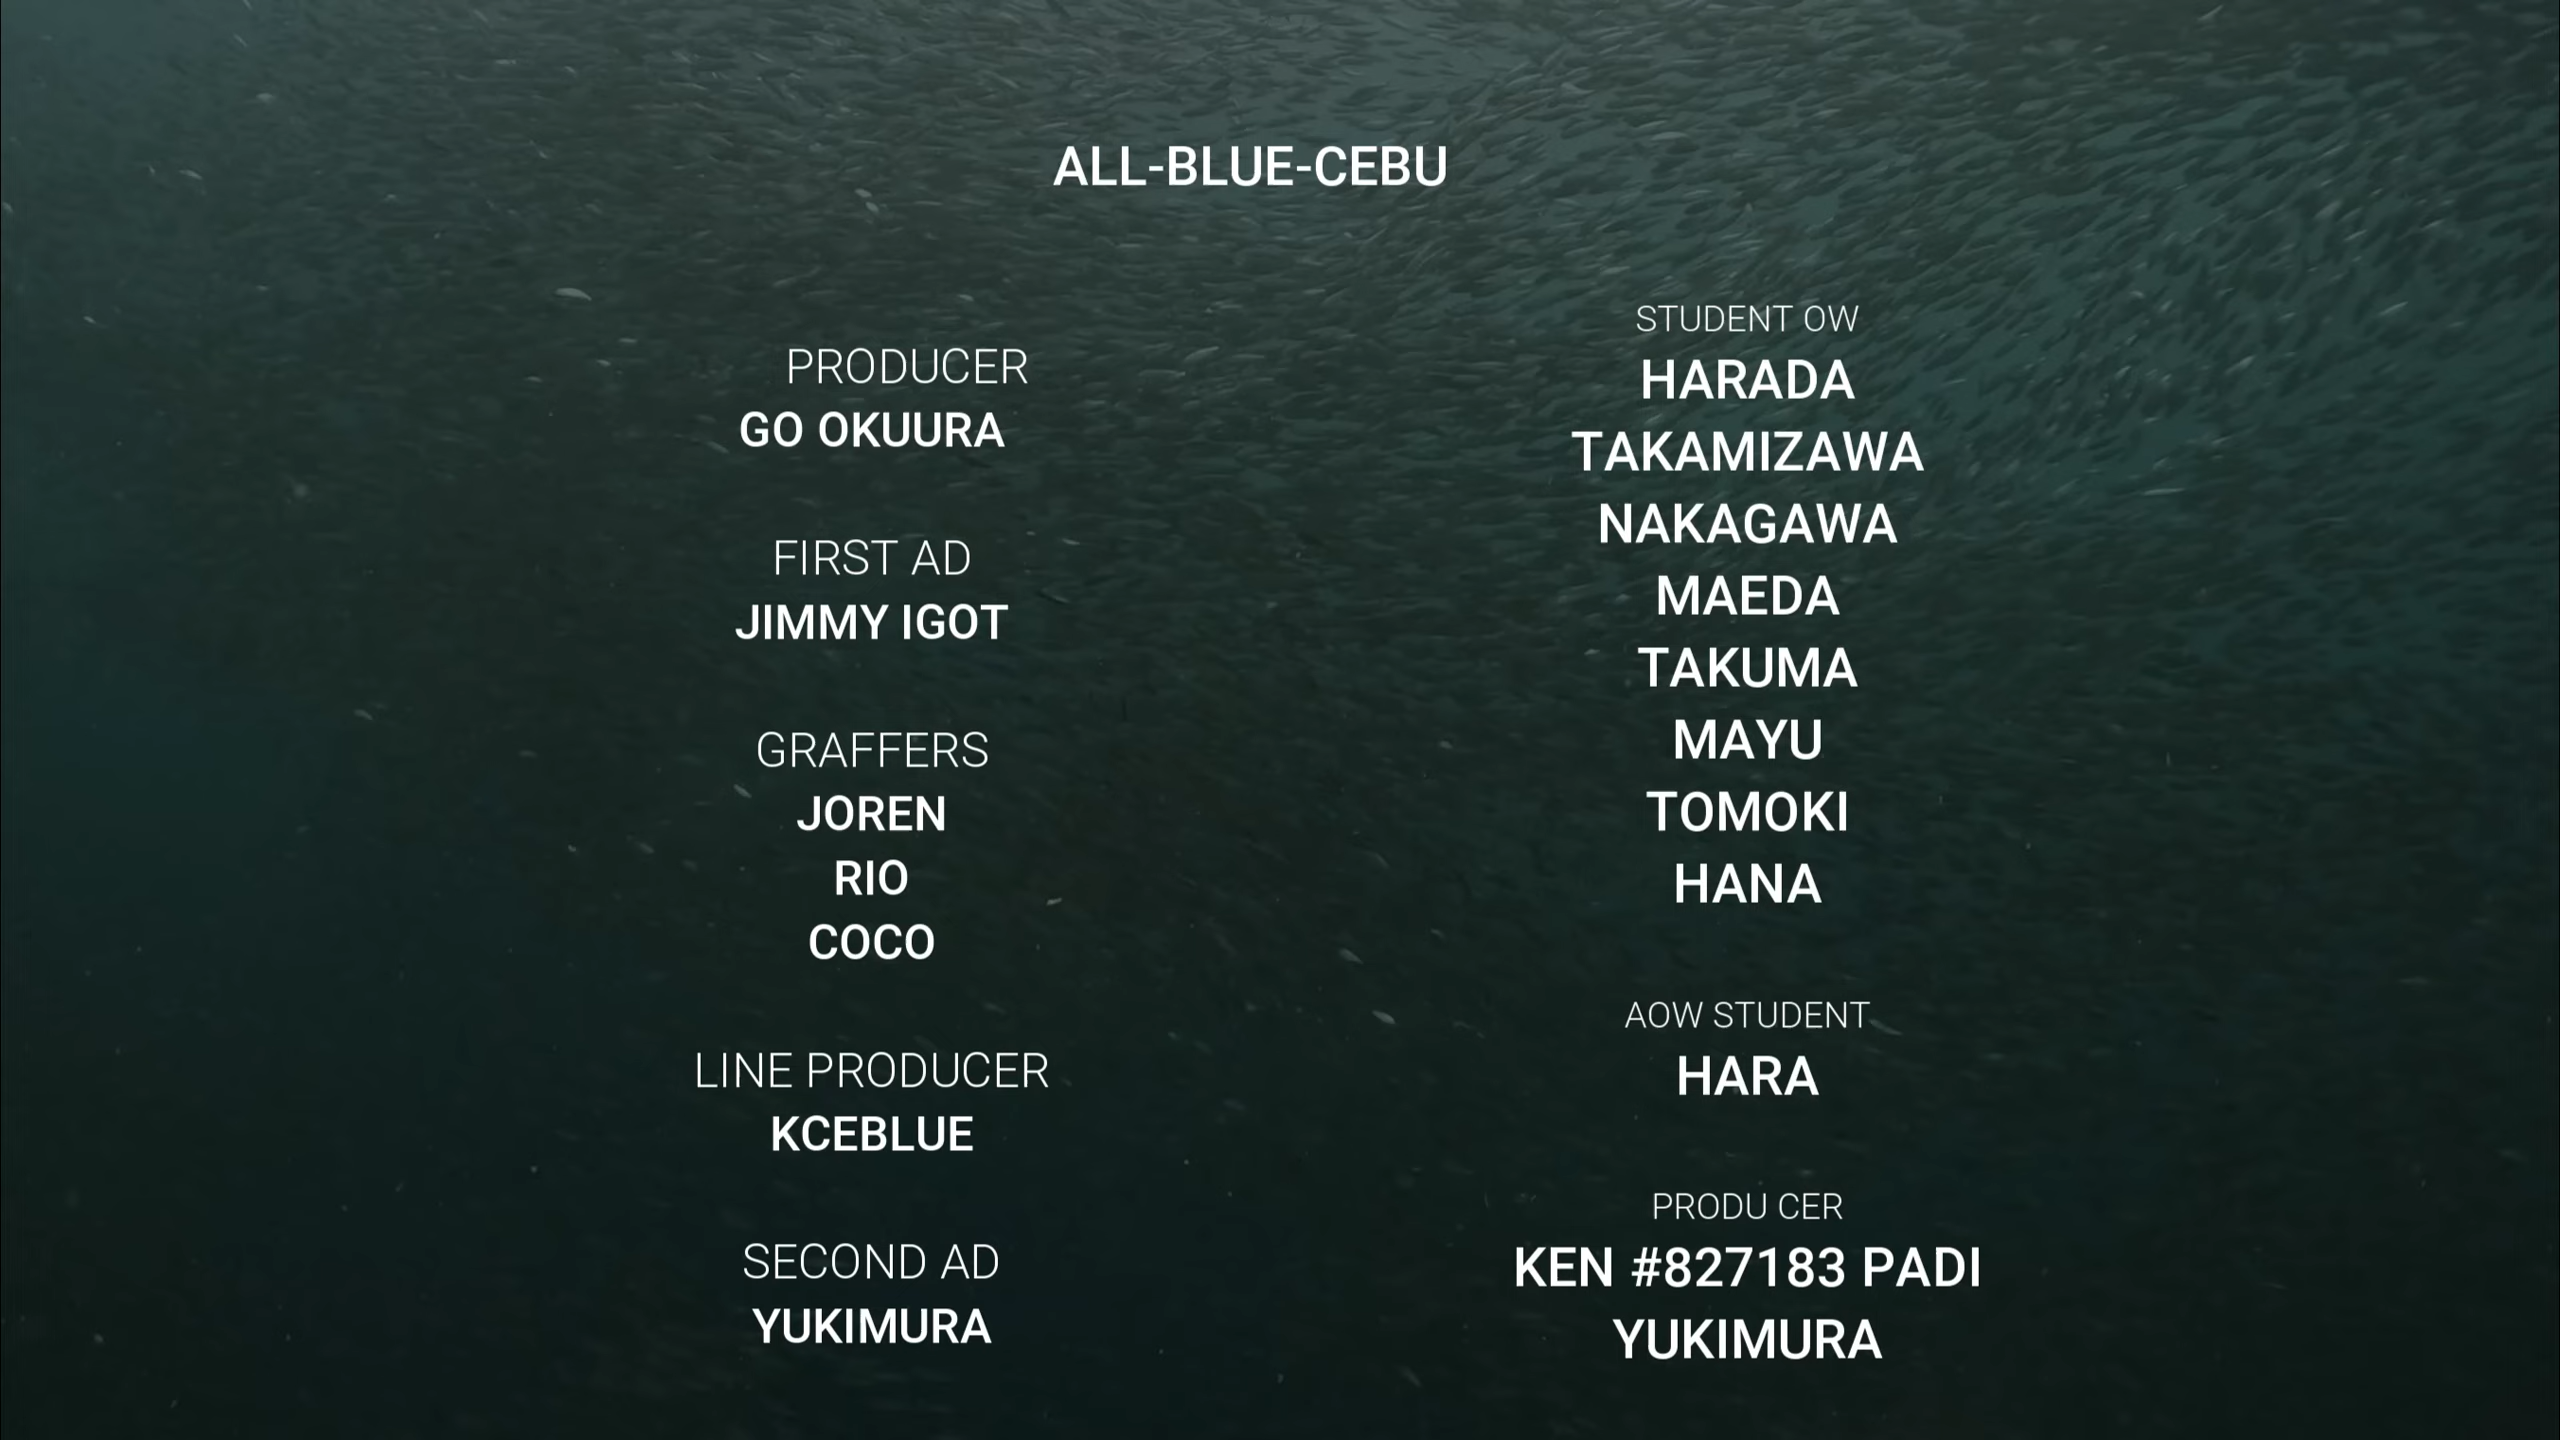 ALL-BLUE-CEBU
PRODUCER
GO OKUURA
FIRST AD
JIMMY IGOT
GRAFFERS
JOREN
RIO
COCO
LINE PRODUCER
KCEBLUE
SECOND AD
YUKIMURA
STUDENT OW
HARADA
TAKAMIZAWA
NAKAGAWA
MAEDA
TAKUMA
MAYU
TOMOKI
HANA
AOW STUDENT
HARA
PRODU CER
KEN #827183 PADI
YUKIMURA